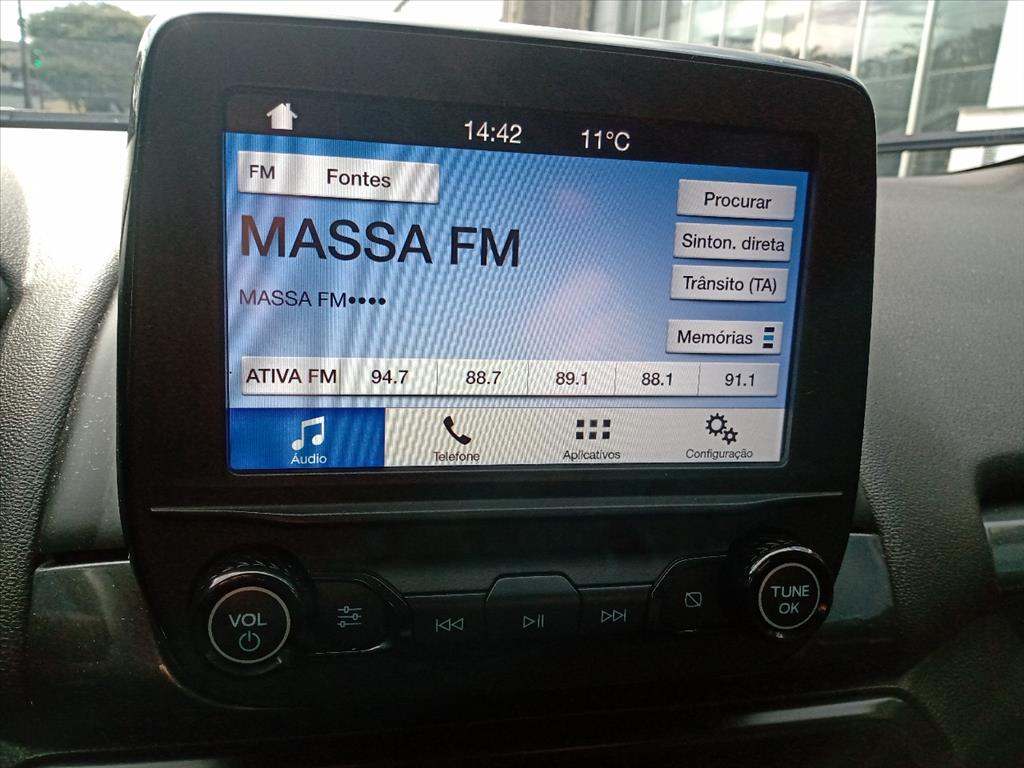 14:42 11°C
FM Fontes
Procurar
MASSA FM
Sinton. direta
Trânsito (TA)
MASSA FM••••
Memórias
ATIVA FM 94.7 88.7 89.1 88.1 91.1
Áudio Telefone Aplicativos Configuração
VOL
TUNE
OK